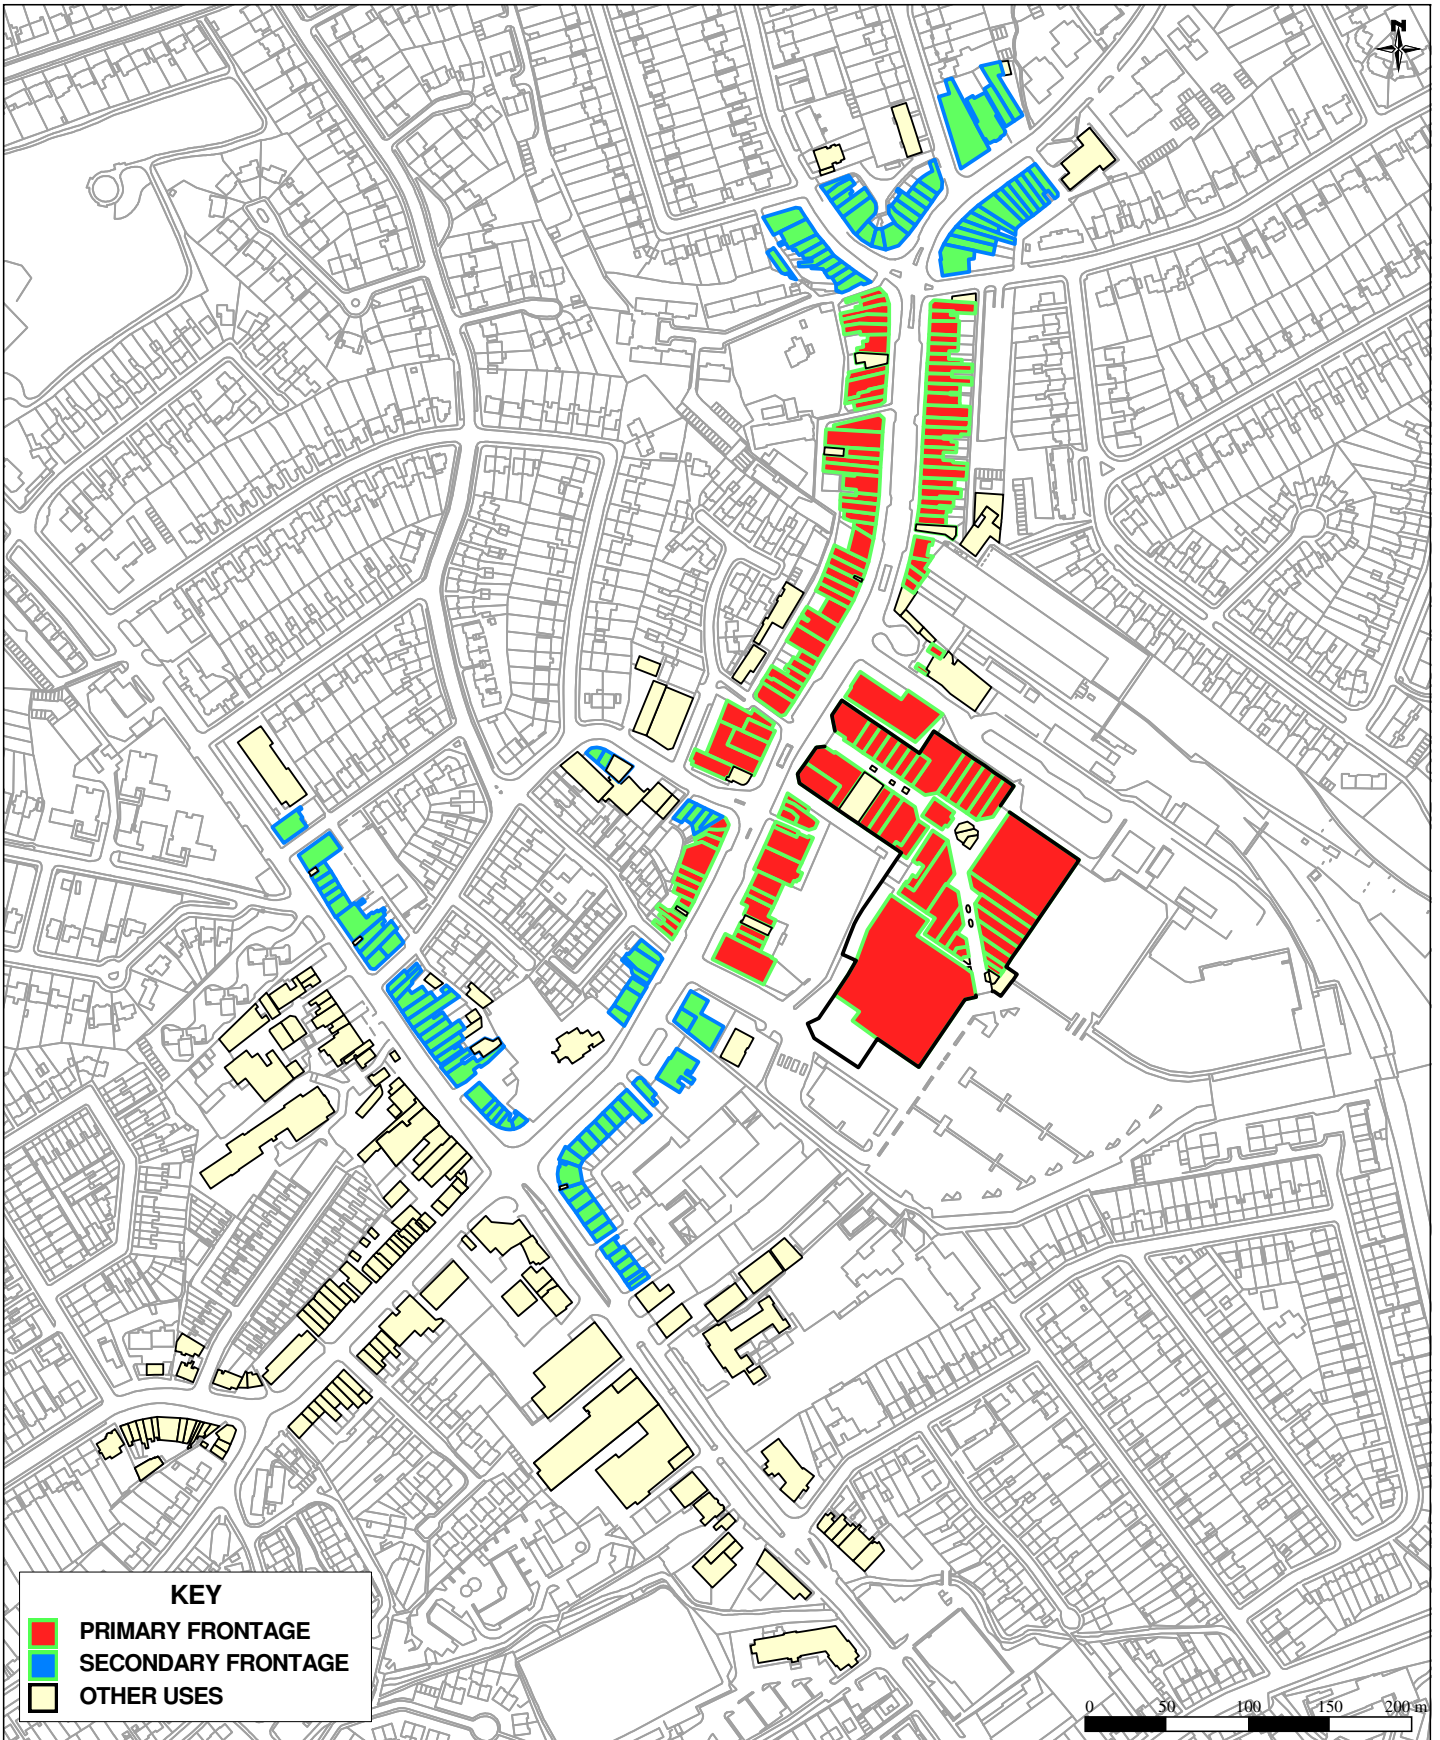 N
KEY
PRIMARY FRONTAGE
SECONDARY FRONTAGE
OTHER USES
0 50 100 150 200 m